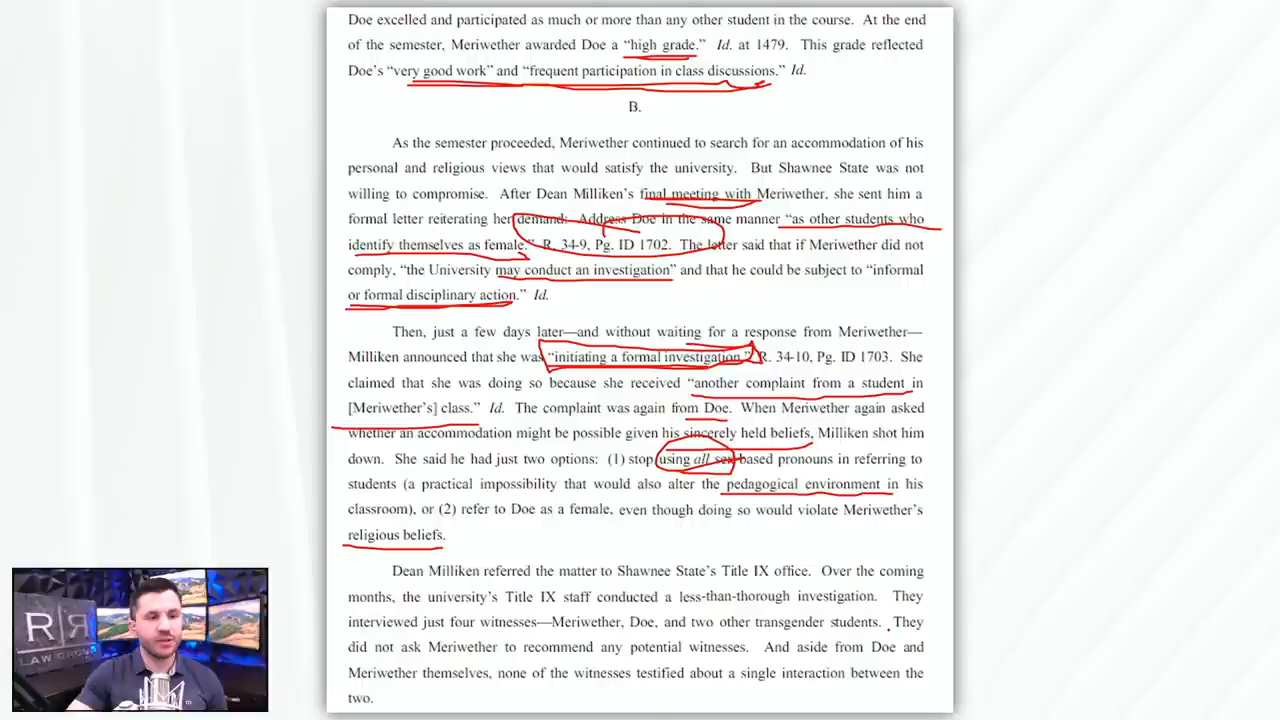 Doe excelled and participated as much or more than any other student in the course. At the end
of the semester, Meriwether awarded Doe a “high grade.” Id. at 1479. This grade reflected
Doe’s “very good work” and “frequent participation in class discussions.” Id.
B.
As the semester proceeded, Meriwether continued to search for an accommodation of his
personal and religious views that would satisfy the university. But Shawnee State was not
willing to compromise. After Dean Milliken’s final meeting with Meriwether, she sent him a
formal letter reiterating her demand: Address Doe in the same manner “as other students who
identify themselves as female.” R. 34-9, Pg. ID 1702. The letter said that if Meriwether did not
comply, “the University may conduct an investigation” and that he could be subject to “informal
or formal disciplinary action.” Id.
Then, just a few days later—and without waiting for a response from Meriwether—
Milliken announced that she was “initiating a formal investigation.” R. 34-10, Pg. ID 1703. She
claimed that she was doing so because she received “another complaint from a student in
[Meriwether’s] class.” Id. The complaint was again from Doe. When Meriwether again asked
whether an accommodation might be possible given his sincerely held beliefs, Milliken shot him
down. She said he had just two options: (1) stop using all sex-based pronouns in referring to
students (a practical impossibility that would also alter the pedagogical environment in his
classroom), or (2) refer to Doe as a female, even though doing so would violate Meriwether’s
religious beliefs.
Dean Milliken referred the matter to Shawnee State’s Title IX office. Over the coming
months, the university’s Title IX staff conducted a less-than-thorough investigation. They
interviewed just four witnesses—Meriwether, Doe, and two other transgender students. They
did not ask Meriwether to recommend any potential witnesses. And aside from Doe and
Meriwether themselves, none of the witnesses testified about a single interaction between the
two.
R|R
LAW GROUP